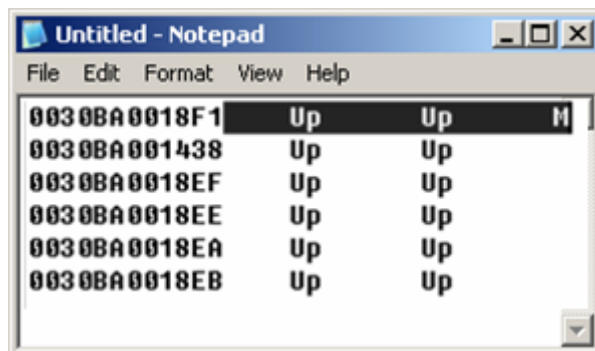 Untitled - Notepad
File Edit Format View Help
0030BA0018F1 Up Up M
0030BA001438 Up Up
0030BA0018EF Up Up
0030BA0018EE Up Up
0030BA0018EA Up Up
0030BA0018EB Up Up